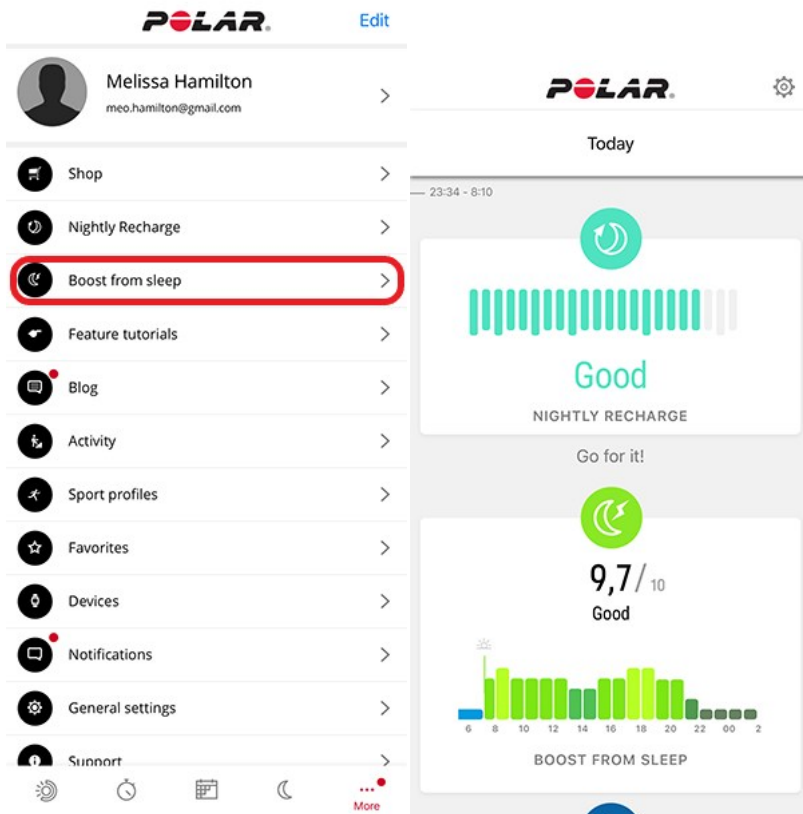 POLAR.
Edit
Melissa Hamilton
meo.hamilton@gmail.com
Shop
Nightly Recharge
Boost from sleep
Feature tutorials
Blog
Activity
Sport profiles
Favorites
Devices
Notifications
General settings
Support
More
POLAR.
Today
23:34 - 8:10
Good
NIGHTLY RECHARGE
Go for it!
9,7/10
Good
6 8 10 12 14 16 18 20 22 00 2
BOOST FROM SLEEP